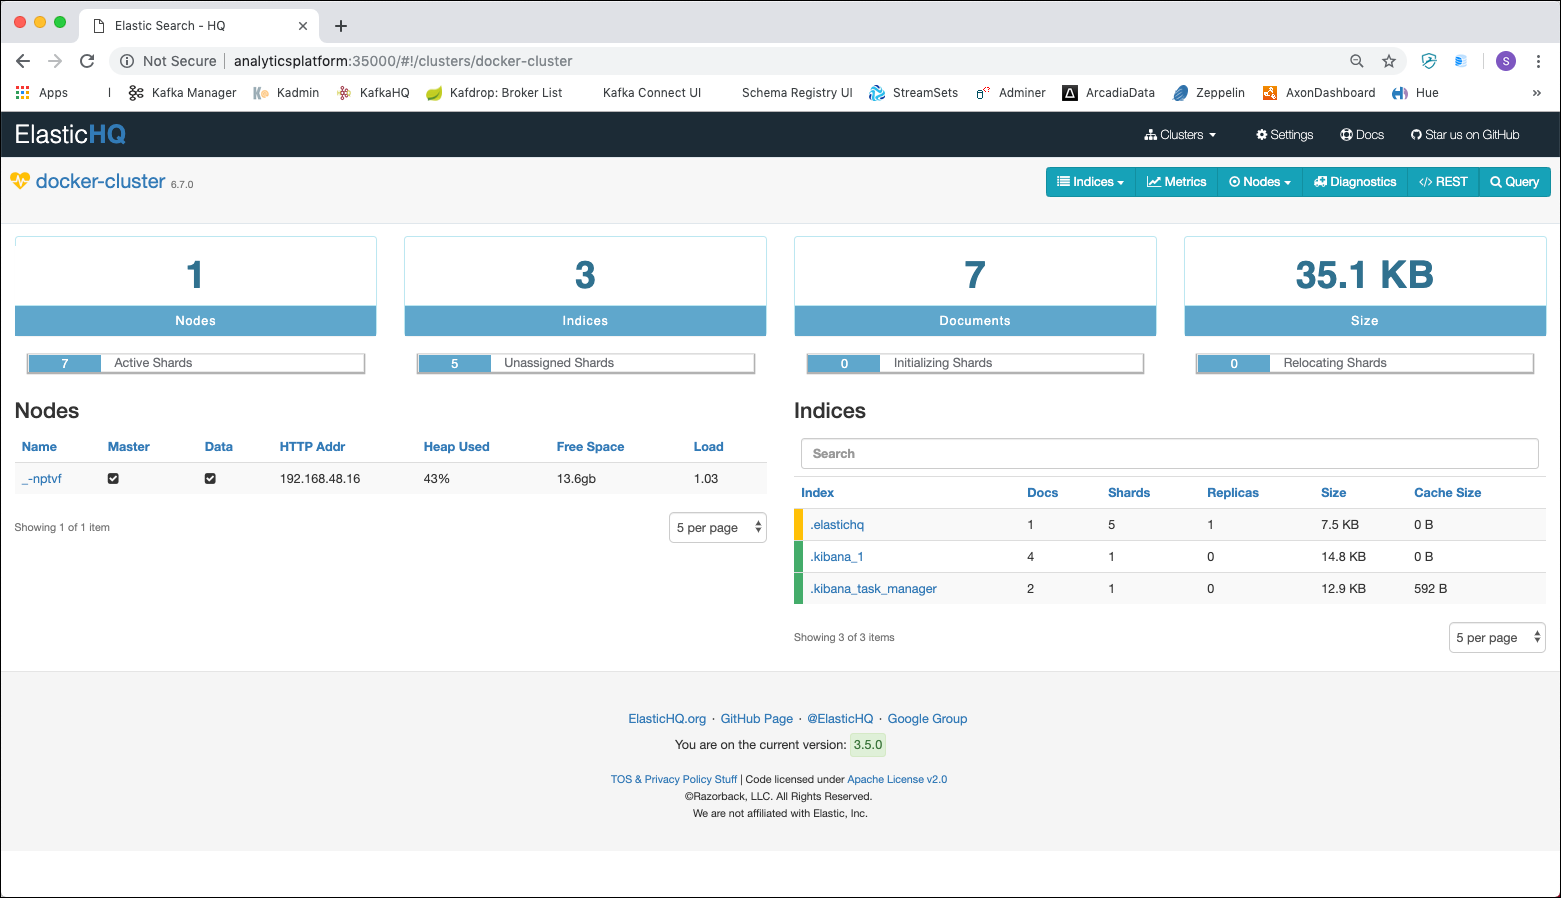 Elastic Search - HQ
Not Secure | analyticsplatform:35000/#!/clusters/docker-cluster
S
Apps I Kafka Manager Kadmin KafkaHQ Kafdrop: Broker List Kafka Connect UI Schema Registry UI StreamSets Adminer ArcadiaData Zeppelin AxonDashboard Hue »
ElasticHQ Clusters Settings Docs Star us on GitHub
docker-cluster 6.7.0 Indices Metrics Nodes Diagnostics </> REST Query
1 3 7 35.1 KB
Nodes Indices Documents Size
7 Active Shards 5 Unassigned Shards 0 Initializing Shards 0 Relocating Shards
Nodes
Name Master Data HTTP Addr Heap Used Free Space Load
_-nptvf 192.168.48.16 43% 13.6gb 1.03
Showing 1 of 1 item 5 per page
Indices
Search
Index Docs Shards Replicas Size Cache Size
.elastichq 1 5 1 7.5 KB 0 B
.kibana_1 4 1 0 14.8 KB 0 B
.kibana_task_manager 2 1 0 12.9 KB 592 B
Showing 3 of 3 items 5 per page
ElasticHQ.org · GitHub Page · @ElasticHQ · Google Group
You are on the current version: 3.5.0
TOS & Privacy Policy Stuff | Code licensed under Apache License v2.0
©Razorback, LLC. All Rights Reserved.
We are not affiliated with Elastic, Inc.